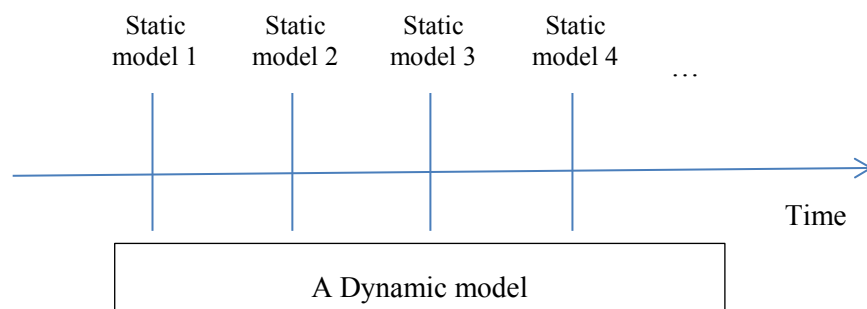 Static Static Static Static
model 1 model 2 model 3 model 4
…
Time
A Dynamic model